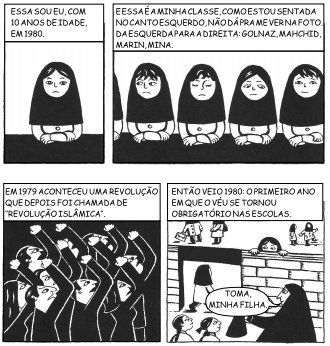 ESSA SOU EU, COM
10 ANOS DE IDADE,
EM 1980.
E ESSA É A MINHA CLASSE, COMO ESTOU SENTADA
NO CANTO ESQUERDO, NÃO DÁ PRA ME VER NA FOTO.
DA ESQUERDA PARA A DIREITA: GOLNAZ, MAHCHID,
MARIN, MINA.
EM 1979 ACONTECEU UMA REVOLUÇÃO
QUE DEPOIS FOI CHAMADA DE
"REVOLUÇÃO ISLÂMICA".
ENTÃO VEIO 1980: O PRIMEIRO ANO
EM QUE O VÉU SE TORNOU
OBRIGATÓRIO NAS ESCOLAS.
TOMA,
MINHA FILHA.